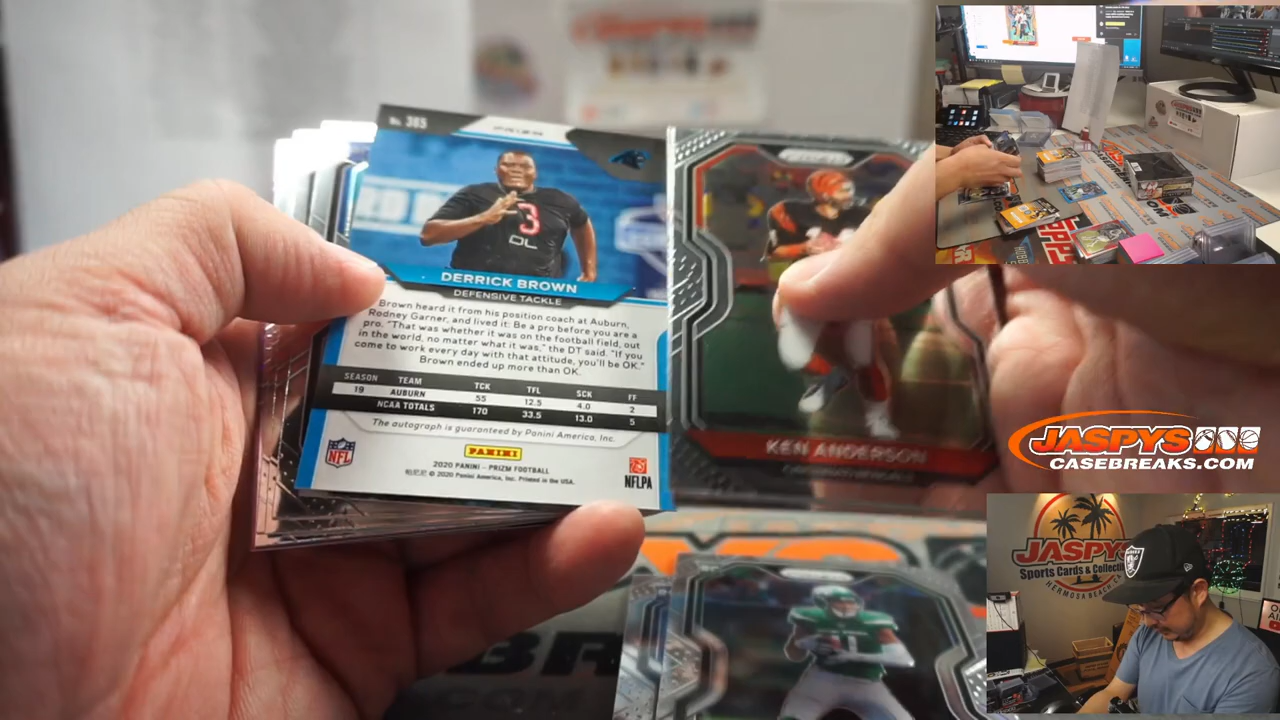 No. 385
3
OL
DERRICK BROWN
DEFENSIVE TACKLE
Brown heard it from his position coach at Auburn,
Rodney Garner, and lived it: Be a pro before you are a
pro. "That was whether it was on the football field, out
in the world, no matter what it was," the DT said. "If you
come to work every day with that attitude, you'll be OK."
Brown ended up more than OK.
SEASON TEAM TCK TFL SCK FF
19 AUBURN 55 12.5 4.0 2
NCAA TOTALS 170 33.5 13.0 5
The autograph is guaranteed by Panini America, Inc.
NFL
PANINI
2020 PANINI – PRIZM FOOTBALL
© 2020 Panini America, Inc. Printed in the USA.
NFLPA
KEN ANDERSON
JASPYS
CASEBREAKS.COM
JASPYS
Sports Cards &
HERMOSA BEACH, CA